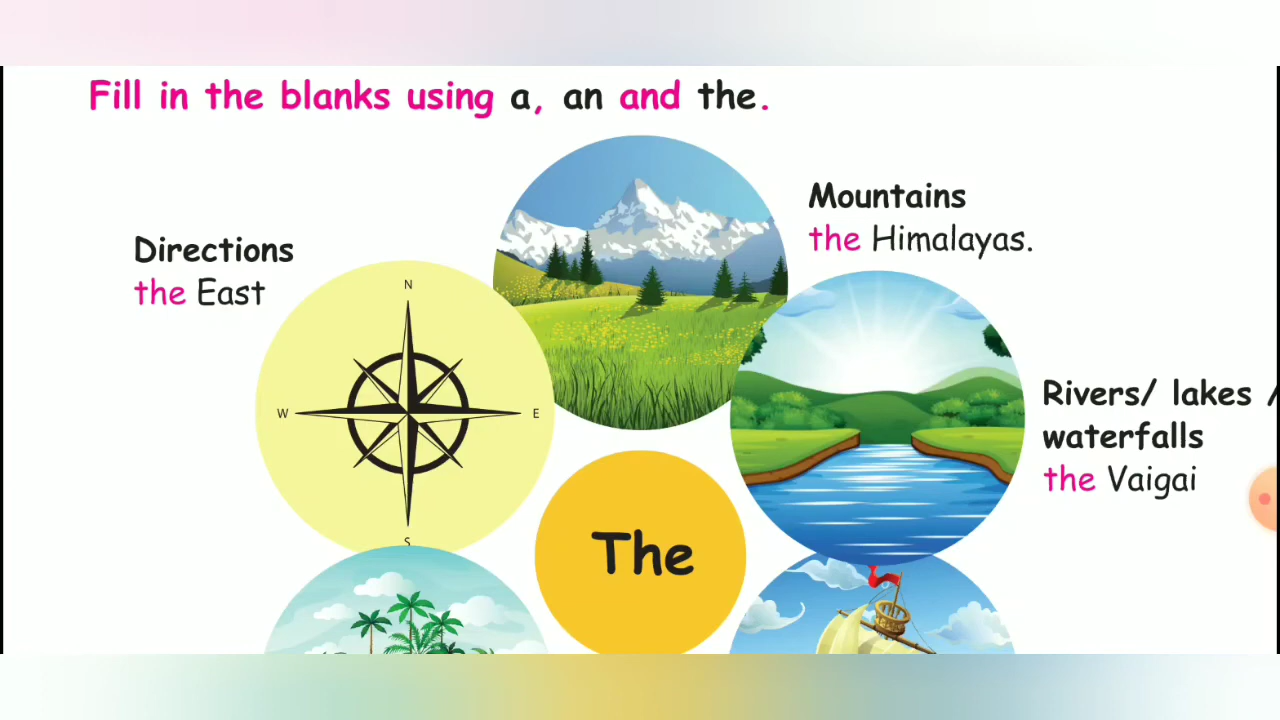 Fill in the blanks using a, an and the.
Mountains
the Himalayas.
Directions
the East
N
W
E
S
Rivers/ lakes /
waterfalls
the Vaigai
The